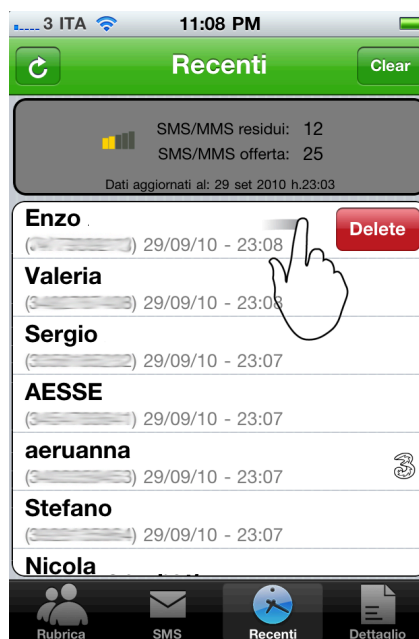 3 ITA 11:08 PM
Recenti Clear
SMS/MMS residui: 12
SMS/MMS offerta: 25
Dati aggiornati al: 29 set 2010 h.23:03
Enzo
29/09/10 - 23:08 Delete
Valeria
29/09/10 - 23:08
Sergio
29/09/10 - 23:07
AESSE
29/09/10 - 23:07
aeruanna
29/09/10 - 23:07 3
Stefano
29/09/10 - 23:07
Nicola
Rubrica SMS Recenti Dettaglio